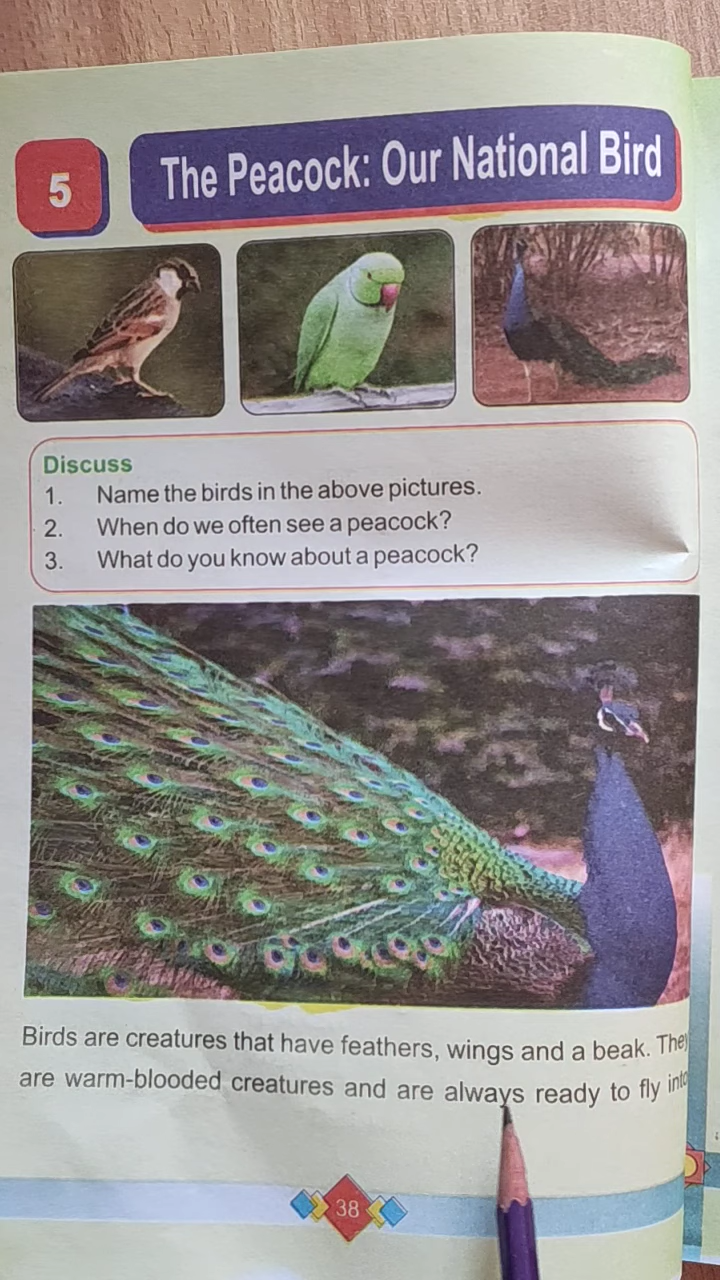 5
The Peacock: Our National Bird
Discuss
1. Name the birds in the above pictures.
2. When do we often see a peacock?
3. What do you know about a peacock?
Birds are creatures that have feathers, wings and a beak. They
are warm-blooded creatures and are always ready to fly into
38